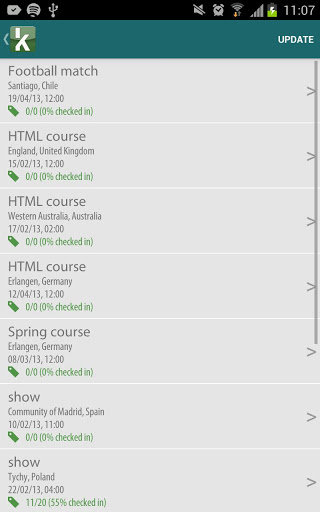 11:07
K
UPDATE
Football match
Santiago, Chile
19/04/13, 12:00
0/0 (0% checked in)
HTML course
England, United Kingdom
15/02/13, 12:00
0/0 (0% checked in)
HTML course
Western Australia, Australia
17/02/13, 02:00
0/0 (0% checked in)
HTML course
Erlangen, Germany
12/04/13, 12:00
0/0 (0% checked in)
Spring course
Erlangen, Germany
08/03/13, 12:00
0/0 (0% checked in)
show
Community of Madrid, Spain
10/02/13, 11:00
0/0 (0% checked in)
show
Tychy, Poland
22/02/13, 04:00
11/20 (55% checked in)